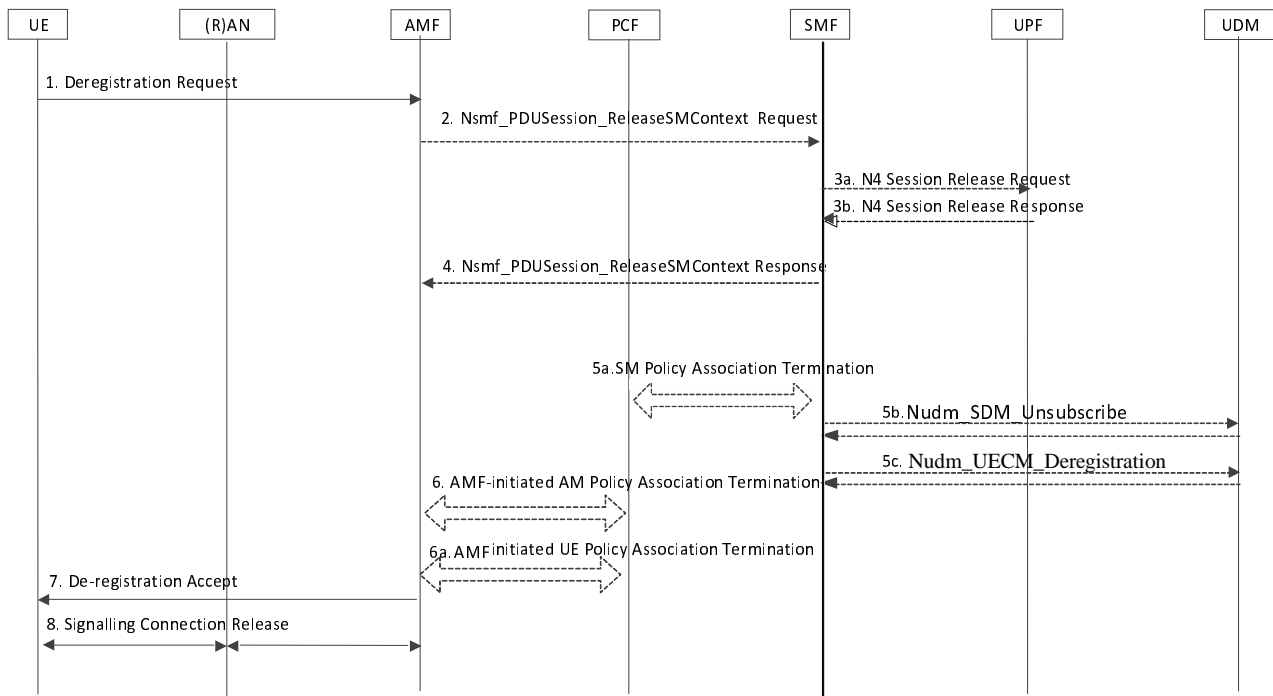 UE (R)AN AMF PCF SMF UPF UDM
1. Deregistration Request
2. Nsmf_PDUSession_ReleaseSMContext Request
3a. N4 Session Release Request
3b. N4 Session Release Response
4. Nsmf_PDUSession_ReleaseSMContext Response
5a.SM Policy Association Termination
5b.Nudm_SDM_Unsubscribe
5c. Nudm_UECM_Deregistration
6. AMF-initiated AM Policy Association Termination
6a.AMF initiated UE Policy Association Termination
7. De-registration Accept
8. Signalling Connection Release